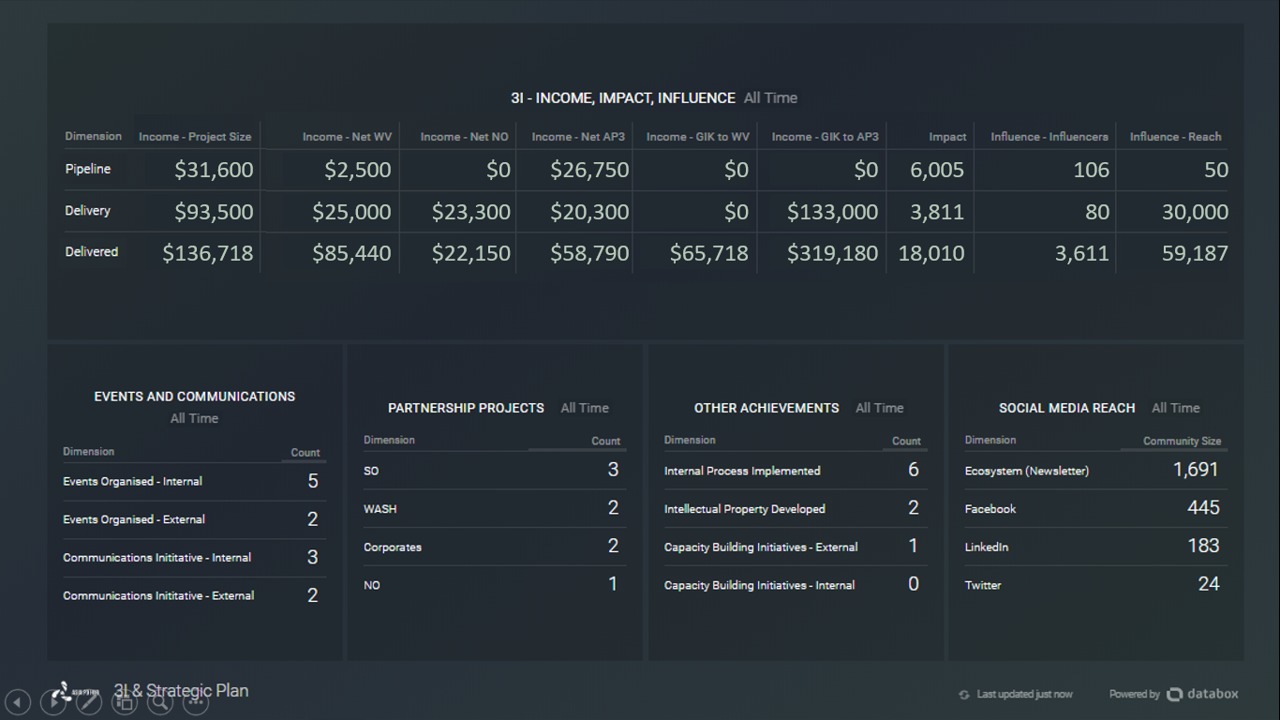 3I - INCOME, IMPACT, INFLUENCE All Time
Dimension Income - Project Size Income - Net WV Income - Net NO Income - Net AP3 Income - GIK to WV Income - GIK to AP3 Impact Influence - Influencers Influence - Reach
Pipeline $31,600 $2,500 $0 $26,750 $0 $0 6,005 106 50
Delivery $93,500 $25,000 $23,300 $20,300 $0 $133,000 3,811 80 30,000
Delivered $136,718 $85,440 $22,150 $58,790 $65,718 $319,180 18,010 3,611 59,187
EVENTS AND COMMUNICATIONS
All Time
Dimension Count
Events Organised - Internal 5
Events Organised - External 2
Communications Inititative - Internal 3
Communications Inititative - External 2
PARTNERSHIP PROJECTS All Time
Dimension Count
SO 3
WASH 2
Corporates 2
NO 1
OTHER ACHIEVEMENTS All Time
Dimension Count
Internal Process Implemented 6
Intellectual Property Developed 2
Capacity Building Initiatives - External 1
Capacity Building Initiatives - Internal 0
SOCIAL MEDIA REACH All Time
Dimension Community Size
Ecosystem (Newsletter) 1,691
Facebook 445
LinkedIn 183
Twitter 24
3I & Strategic Plan
Last updated just now
Powered by databox